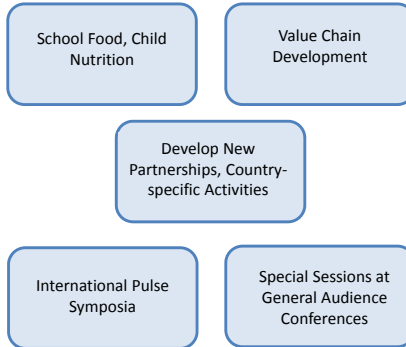 School Food, Child
Nutrition
Value Chain
Development
Develop New
Partnerships, Country-
specific Activities
International Pulse
Symposia
Special Sessions at
General Audience
Conferences